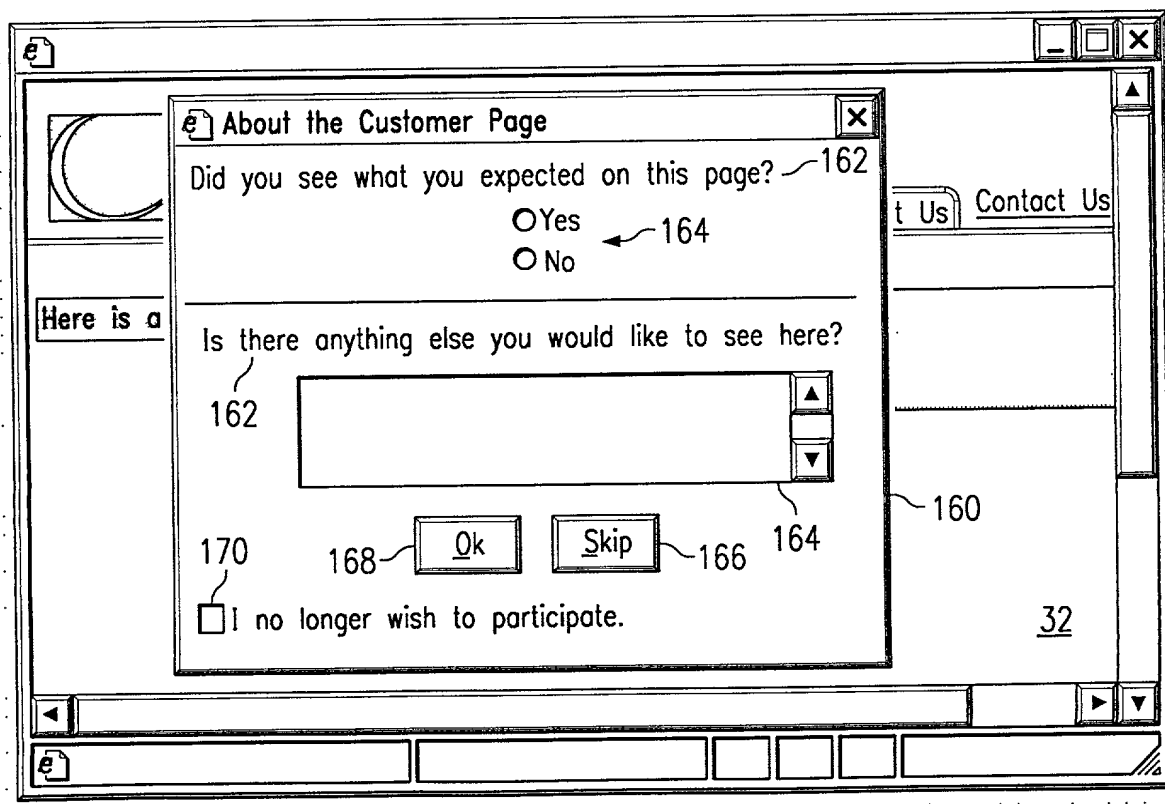 About the Customer Page
Did you see what you expected on this page? 162
t Us Contact Us
Yes
164
No
Here is a
Is there anything else you would like to see here?
162
160
170 168 Ok Skip 166 164
I no longer wish to participate.
32